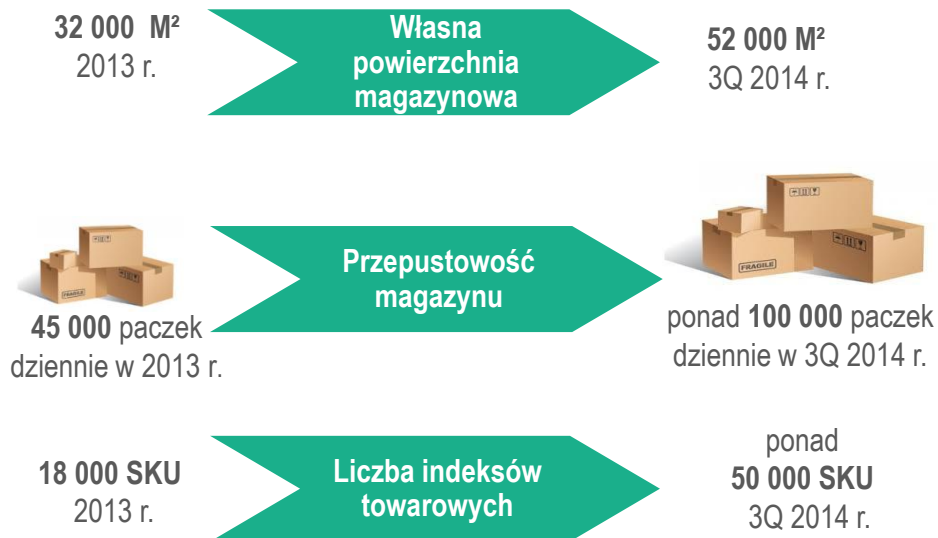 32 000 M²
2013 r.
Własna
powierzchnia
magazynowa
52 000 M²
3Q 2014 r.
FRAGILE
45 000 paczek
dziennie w 2013 r.
Przepustowość
magazynu
FRAGILE
ponad 100 000 paczek
dziennie w 3Q 2014 r.
18 000 SKU
2013 r.
Liczba indeksów
towarowych
ponad
50 000 SKU
3Q 2014 r.